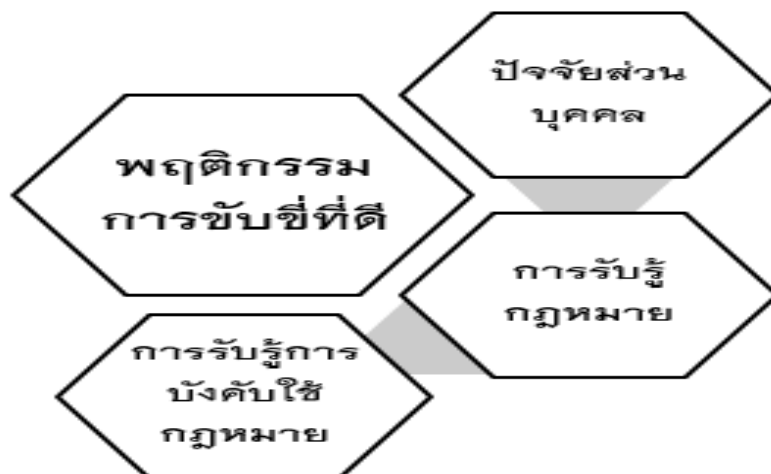 พฤติกรรม
การขับขี่ที่ดี
ปัจจัยส่วน
บุคคล
การรับรู้
กฎหมาย
การรับรู้การ
บังคับใช้
กฎหมาย